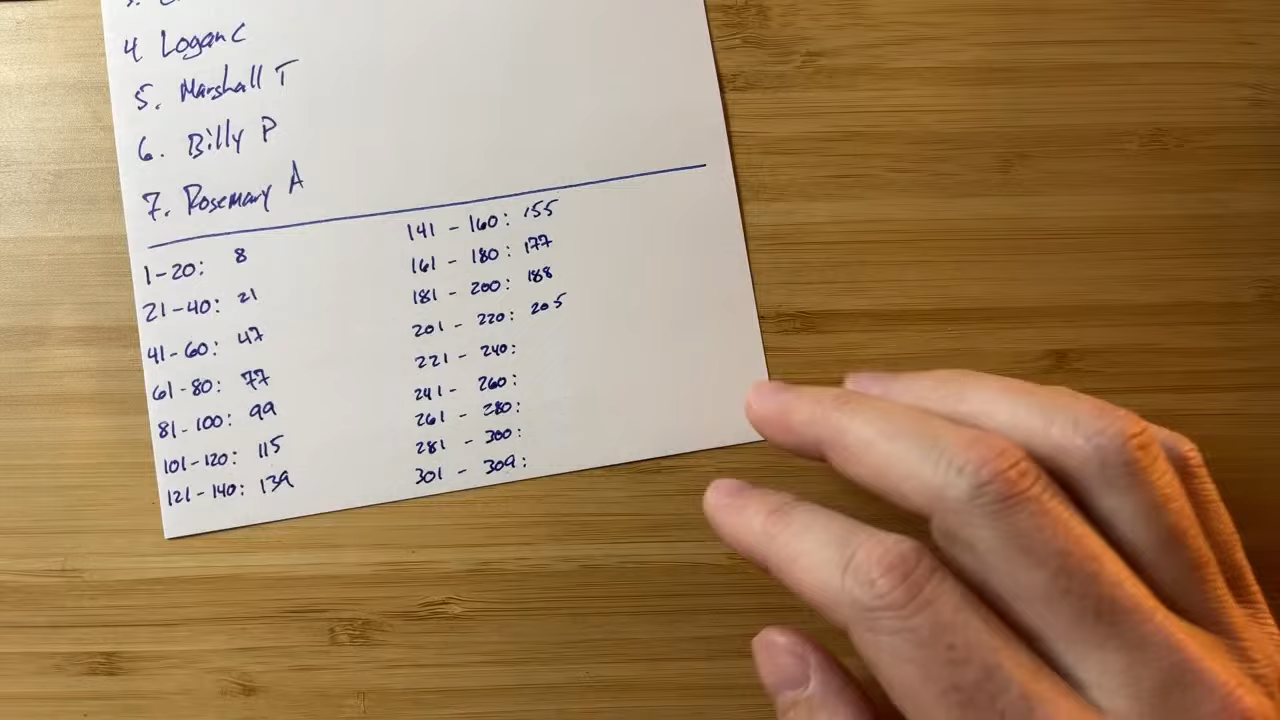 4. Logan C
5. Marshall T
6. Billy P
7. Rosemary A
1-20: 8
21-40: 21
41-60: 47
61-80: 77
81-100: 99
101-120: 115
121-140: 139
141 - 160: 155
161 - 180: 177
181 - 200: 188
201 - 220: 205
221 - 240:
241 - 260:
261 - 280:
281 - 300:
301 - 309: